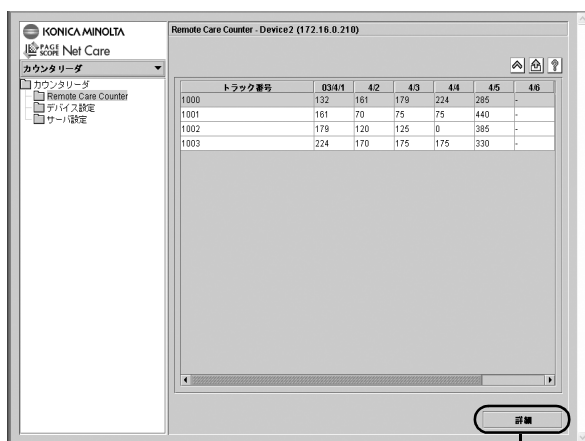 KONICA MINOLTA
PAGE SCOPE Net Care
カウンタリーダ
カウンタリーダ
Remote Care Counter
デバイス設定
サーバ設定
Remote Care Counter - Device2 (172.16.0.210)
トラック番号 03/4/1 4/2 4/3 4/4 4/5 4/6
1000 132 161 179 224 285 -
1001 161 70 75 75 440 -
1002 179 120 125 0 385 -
1003 224 170 175 175 330 -
詳細